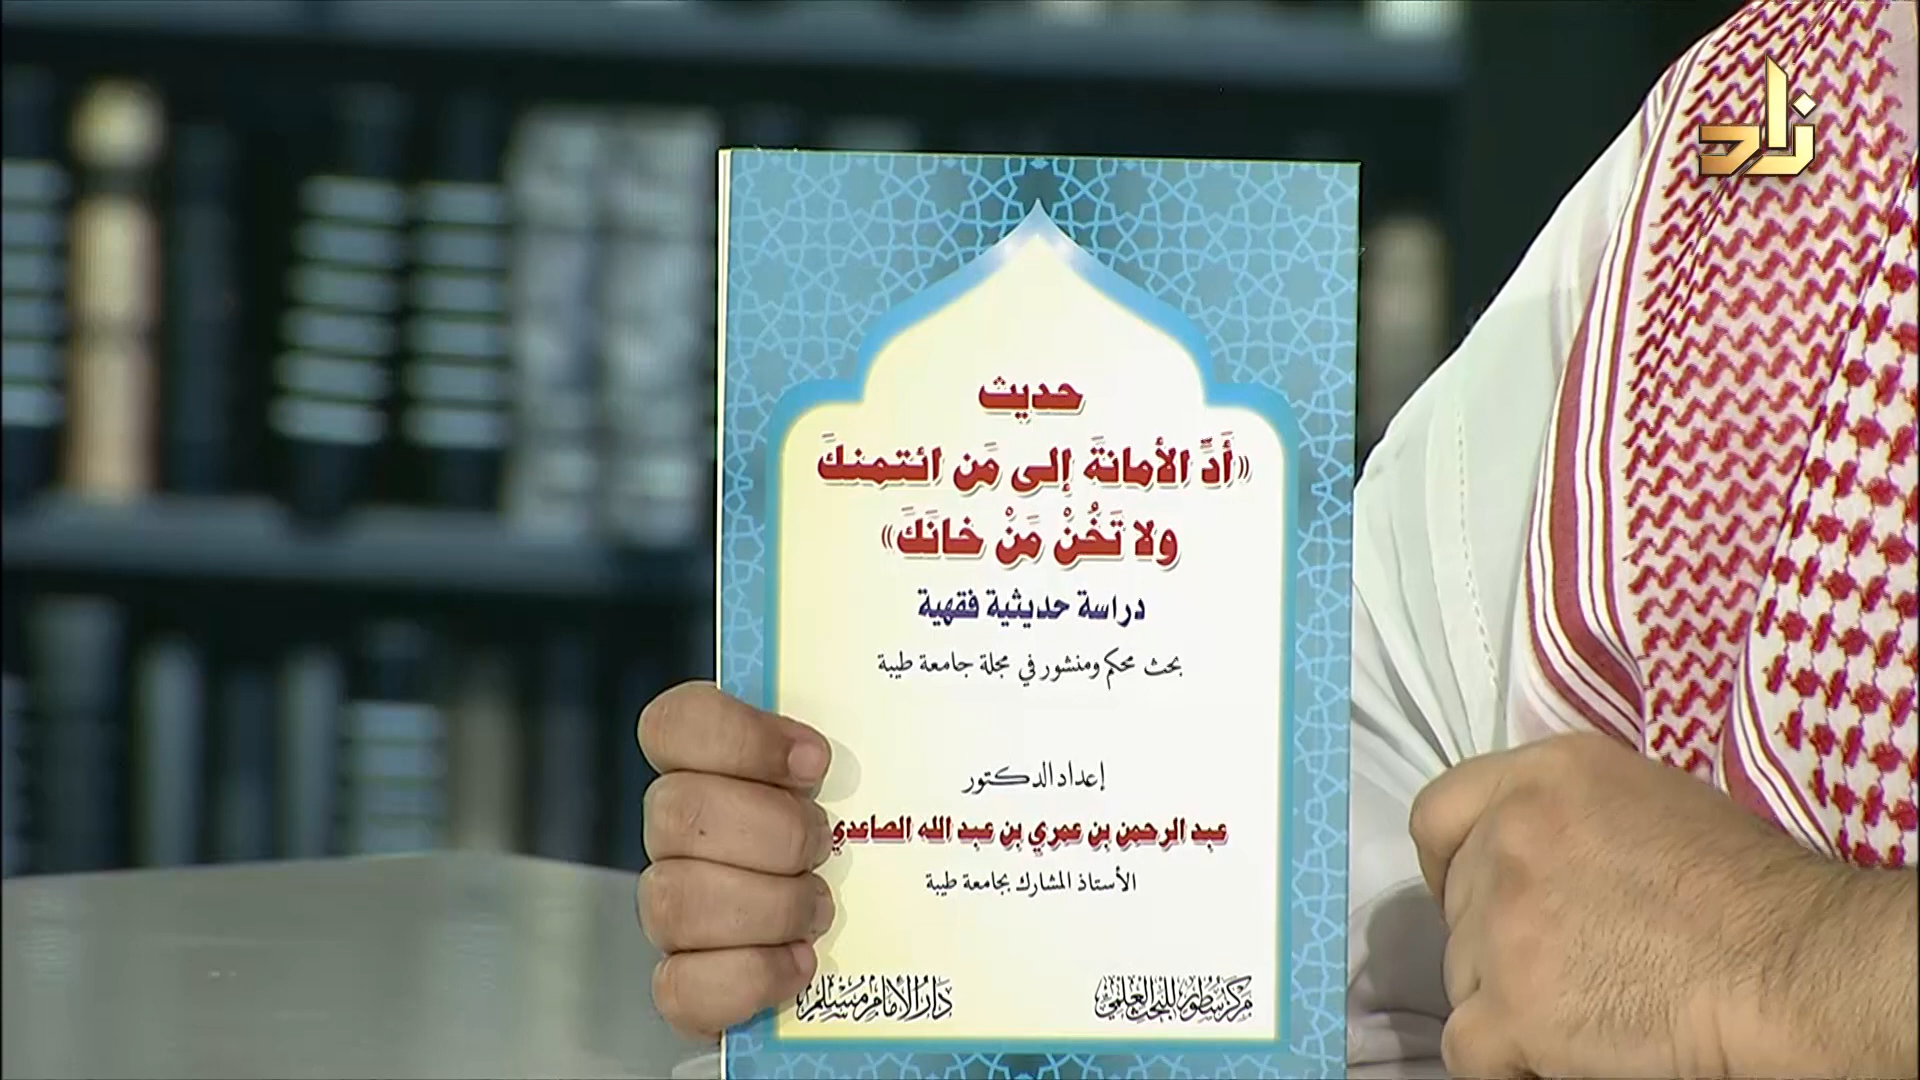 زاد
حديث
«أَدِّ الأمانةَ إلى مَن ائتمنكَ
ولا تَخُنْ مَنْ خانَكَ»
دراسة حديثية فقهية
بحث محكم ومنشور في مجلة جامعة طيبة
إعداد الدكتور
عبد الرحمن بن عمري بن عبد الله الصاعدي
الأستاذ المشارك بجامعة طيبة
مركز سطور للبحث العلمي
دار الإمام مسلم